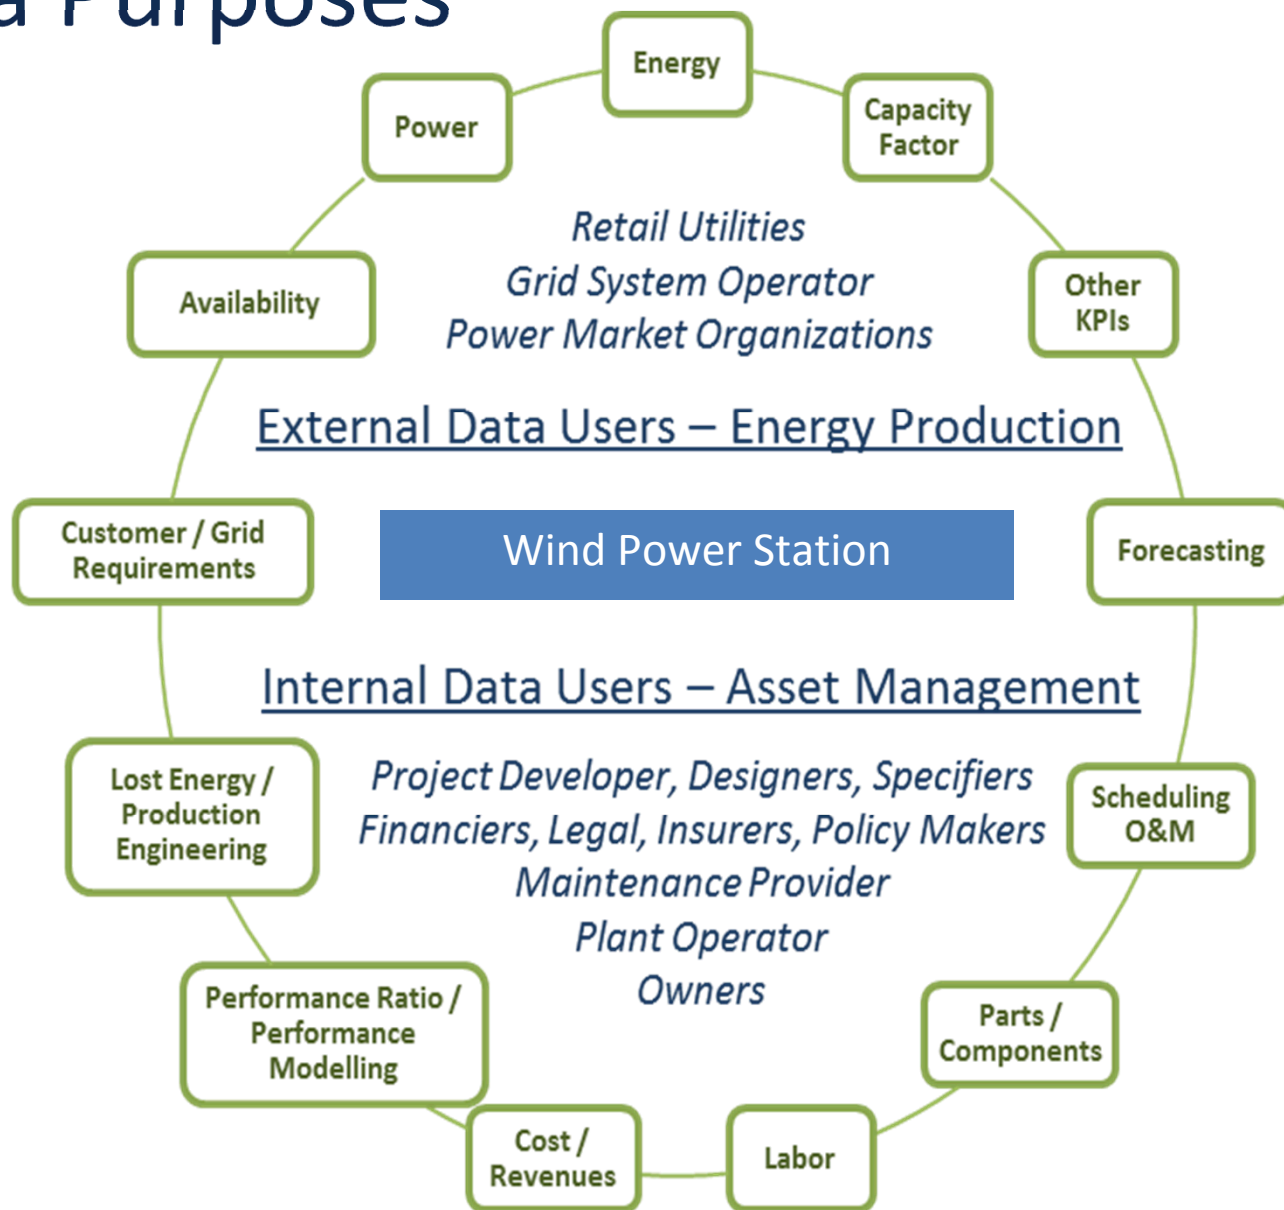 a Purposes
Energy
Power
Capacity
Factor
Retail Utilities
Grid System Operator
Power Market Organizations
Availability
Other
KPIs
External Data Users – Energy Production
Customer / Grid
Requirements
Wind Power Station
Forecasting
Internal Data Users – Asset Management
Lost Energy /
Production
Engineering
Project Developer, Designers, Specifiers
Financiers, Legal, Insurers, Policy Makers
Maintenance Provider
Plant Operator
Owners
Scheduling
O&M
Performance Ratio /
Performance
Modelling
Parts /
Components
Cost /
Revenues
Labor